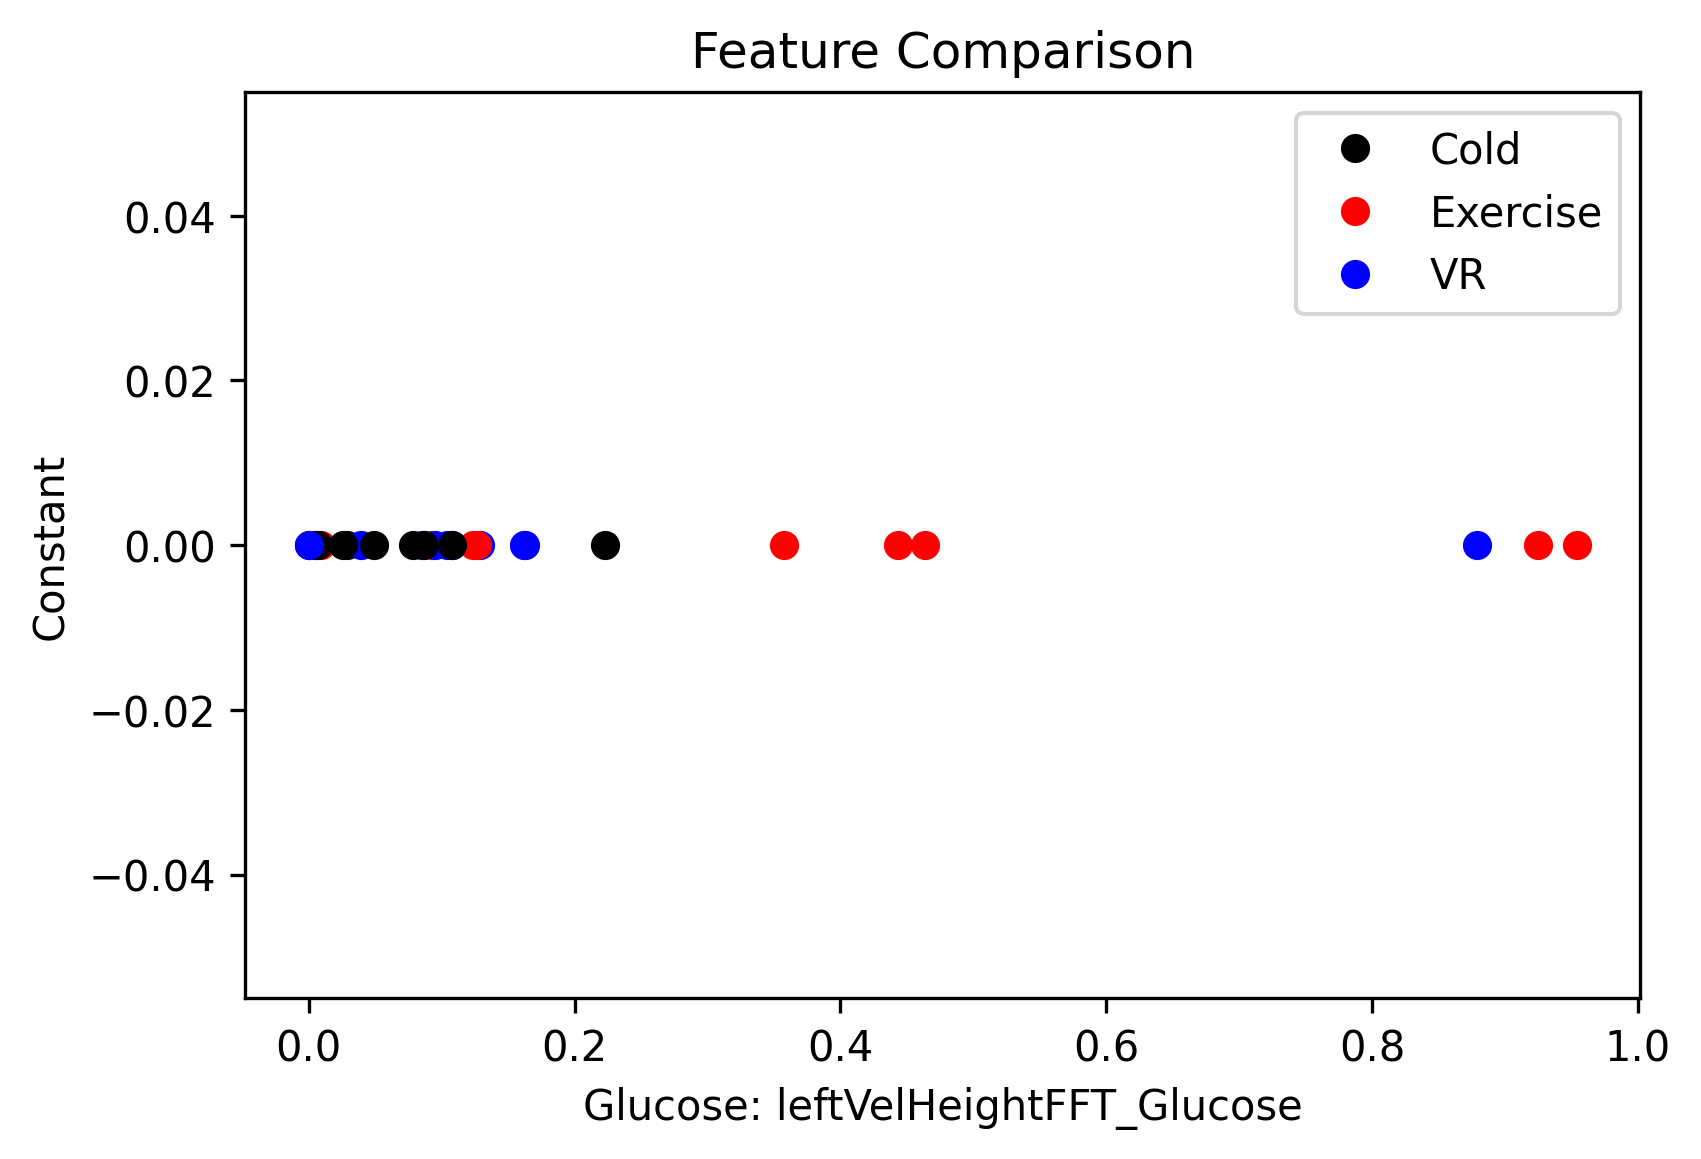 Feature Comparison
Cold
Exercise
VR
0.04
0.02
0.00
−0.02
−0.04
Constant
0.0 0.2 0.4 0.6 0.8 1.0
Glucose: leftVelHeightFFT_Glucose